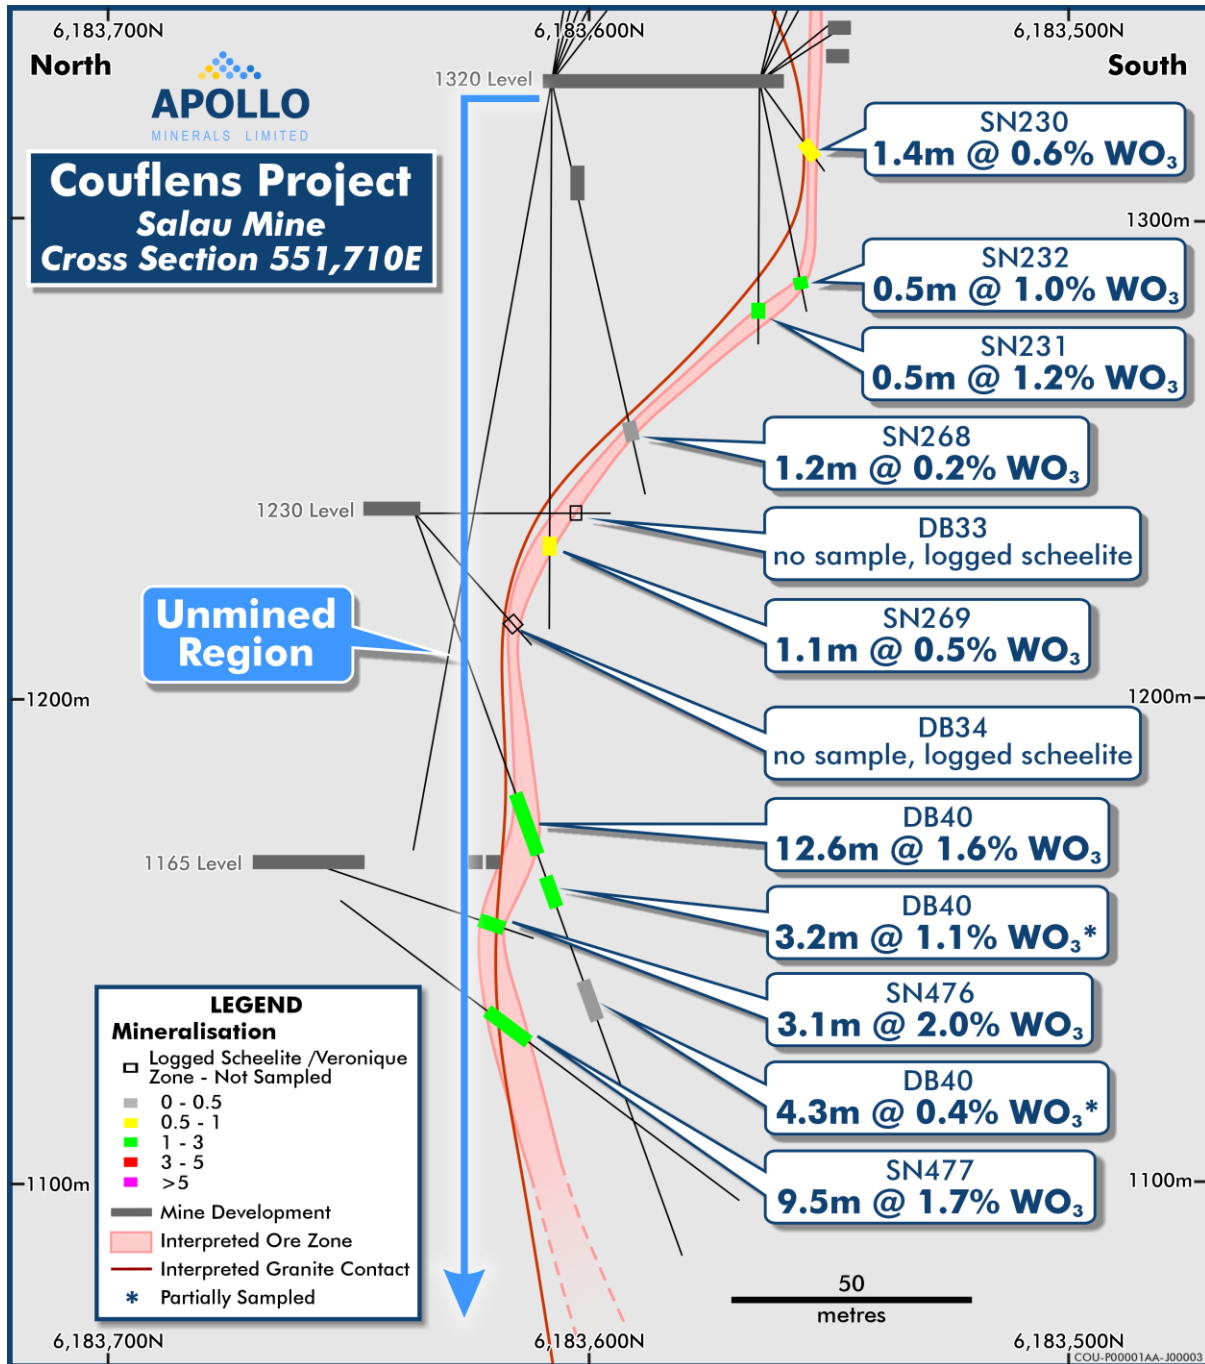 6,183,700N
6,183,600N
6,183,500N
North
South
APOLLO
MINERALS LIMITED
Couflens Project
Salau Mine
Cross Section 551,710E
1320 Level
SN230
1.4m @ 0.6% WO₃
1300m
SN232
0.5m @ 1.0% WO₃
SN231
0.5m @ 1.2% WO₃
SN268
1.2m @ 0.2% WO₃
1230 Level
DB33
no sample, logged scheelite
Unmined
Region
SN269
1.1m @ 0.5% WO₃
1200m
1200m
DB34
no sample, logged scheelite
DB40
12.6m @ 1.6% WO₃
1165 Level
DB40
3.2m @ 1.1% WO₃*
SN476
3.1m @ 2.0% WO₃
DB40
4.3m @ 0.4% WO₃*
SN477
9.5m @ 1.7% WO₃
1100m
1100m
LEGEND
Mineralisation
Logged Scheelite /Veronique
Zone - Not Sampled
0 - 0.5
0.5 - 1
1 - 3
3 - 5
>5
Mine Development
Interpreted Ore Zone
Interpreted Granite Contact
* Partially Sampled
50
metres
6,183,700N
6,183,600N
6,183,500N
COU-P00001AA-J00003